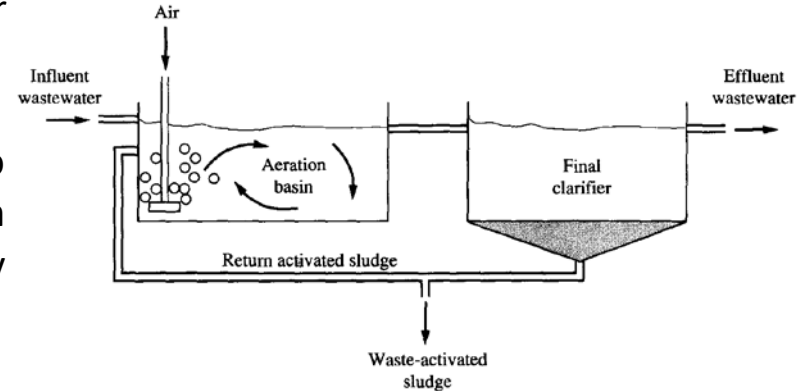 r
Air
Influent
wastewater
Effluent
wastewater
Aeration
basin
Final
clarifier
Return activated sludge
Waste-activated
sludge